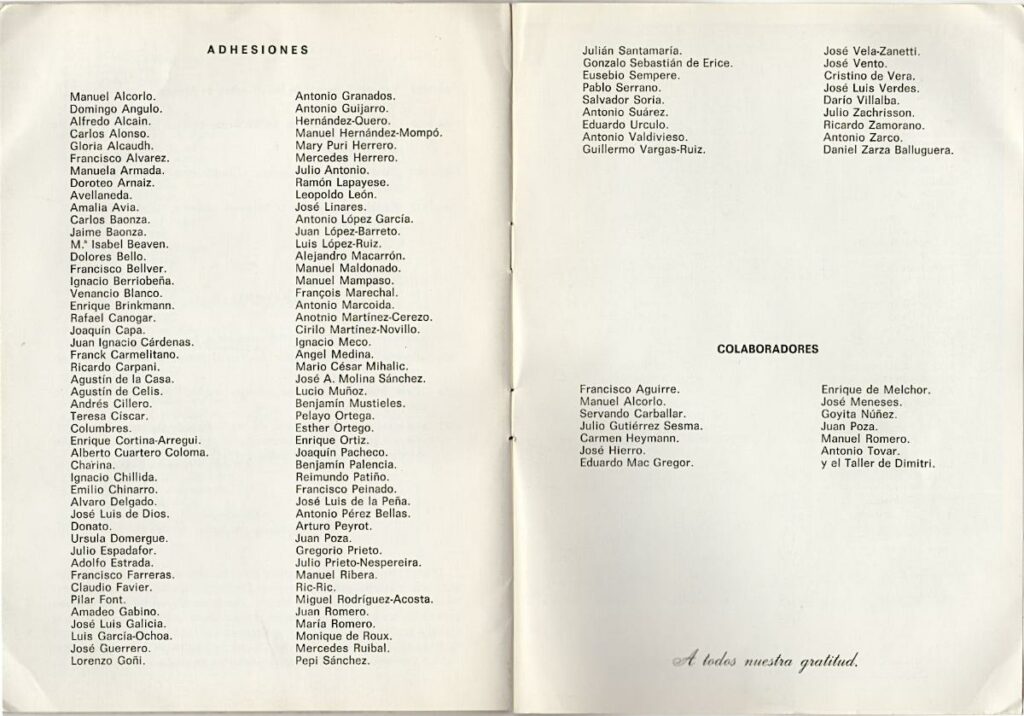 ADHESIONES
Manuel Alcorlo.
Domingo Angulo.
Alfredo Alcain.
Carlos Alonso.
Gloria Alcaudh.
Francisco Alvarez.
Manuela Armada.
Doroteo Arnaiz.
Avellaneda.
Amalia Avia.
Carlos Baonza.
Jaime Baonza.
M.ª Isabel Beaven.
Dolores Bello.
Francisco Bellver.
Ignacio Berriobeña.
Venancio Blanco.
Enrique Brinkmann.
Rafael Canogar.
Joaquín Capa.
Juan Ignacio Cárdenas.
Franck Carmelitano.
Ricardo Carpani.
Agustín de la Casa.
Agustín de Celis.
Andrés Cillero.
Teresa Císcar.
Columbres.
Enrique Cortina-Arregui.
Alberto Cuartero Coloma.
Charina.
Ignacio Chillida.
Emilio Chinarro.
Alvaro Delgado.
José Luis de Dios.
Donato.
Ursula Domergue.
Julio Espadafor.
Adolfo Estrada.
Francisco Farreras.
Claudio Favier.
Pilar Font.
Amadeo Gabino.
José Luis Galicia.
Luis García-Ochoa.
José Guerrero.
Lorenzo Goñi.
Antonio Granados.
Antonio Guijarro.
Hernández-Quero.
Manuel Hernández-Mompó.
Mary Puri Herrero.
Mercedes Herrero.
Julio Antonio.
Ramón Lapayese.
Leopoldo León.
José Linares.
Antonio López García.
Juan López-Barreto.
Luis López-Ruiz.
Alejandro Macarrón.
Manuel Maldonado.
Manuel Mampaso.
François Marechal.
Antonio Marcoida.
Anotnio Martínez-Cerezo.
Cirilo Martínez-Novillo.
Ignacio Meco.
Angel Medina.
Mario César Mihalic.
José A. Molina Sánchez.
Lucio Muñoz.
Benjamín Mustieles.
Pelayo Ortega.
Esther Ortego.
Enrique Ortiz.
Joaquín Pacheco.
Benjamín Palencia.
Reimundo Patiño.
Francisco Peinado.
José Luis de la Peña.
Antonio Pérez Bellas.
Arturo Peyrot.
Juan Poza.
Gregorio Prieto.
Julio Prieto-Nespereira.
Manuel Ribera.
Ric-Ric.
Miguel Rodríguez-Acosta.
Juan Romero.
María Romero.
Monique de Roux.
Mercedes Ruibal.
Pepi Sánchez.
Julián Santamaría.
Gonzalo Sebastián de Erice.
Eusebio Sempere.
Pablo Serrano.
Salvador Soria.
Antonio Suárez.
Eduardo Urculo.
Antonio Valdivieso.
Guillermo Vargas-Ruiz.
José Vela-Zanetti.
José Vento.
Cristino de Vera.
José Luis Verdes.
Darío Villalba.
Julio Zachrisson.
Ricardo Zamorano.
Antonio Zarco.
Daniel Zarza Balluguera.
COLABORADORES
Francisco Aguirre.
Manuel Alcorlo.
Servando Carballar.
Julio Gutiérrez Sesma.
Carmen Heymann.
José Hierro.
Eduardo Mac Gregor.
Enrique de Melchor.
José Meneses.
Goyita Núñez.
Juan Poza.
Manuel Romero.
Antonio Tovar.
y el Taller de Dimitri.
A todos nuestra gratitud.